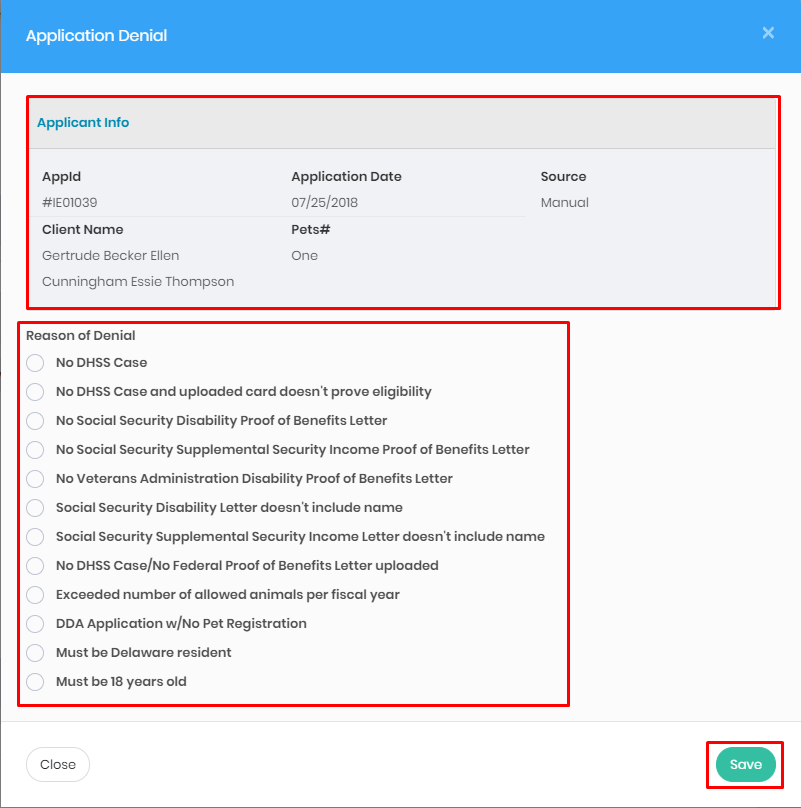 Application Denial
×
Applicant Info
AppId Application Date Source
#IE01039 07/25/2018 Manual
Client Name Pets#
Gertrude Becker Ellen One
Cunningham Essie Thompson
Reason of Denial
No DHSS Case
No DHSS Case and uploaded card doesn't prove eligibility
No Social Security Disability Proof of Benefits Letter
No Social Security Supplemental Security Income Proof of Benefits Letter
No Veterans Administration Disability Proof of Benefits Letter
Social Security Disability Letter doesn't include name
Social Security Supplemental Security Income Letter doesn't include name
No DHSS Case/No Federal Proof of Benefits Letter uploaded
Exceeded number of allowed animals per fiscal year
DDA Application w/No Pet Registration
Must be Delaware resident
Must be 18 years old
Close Save